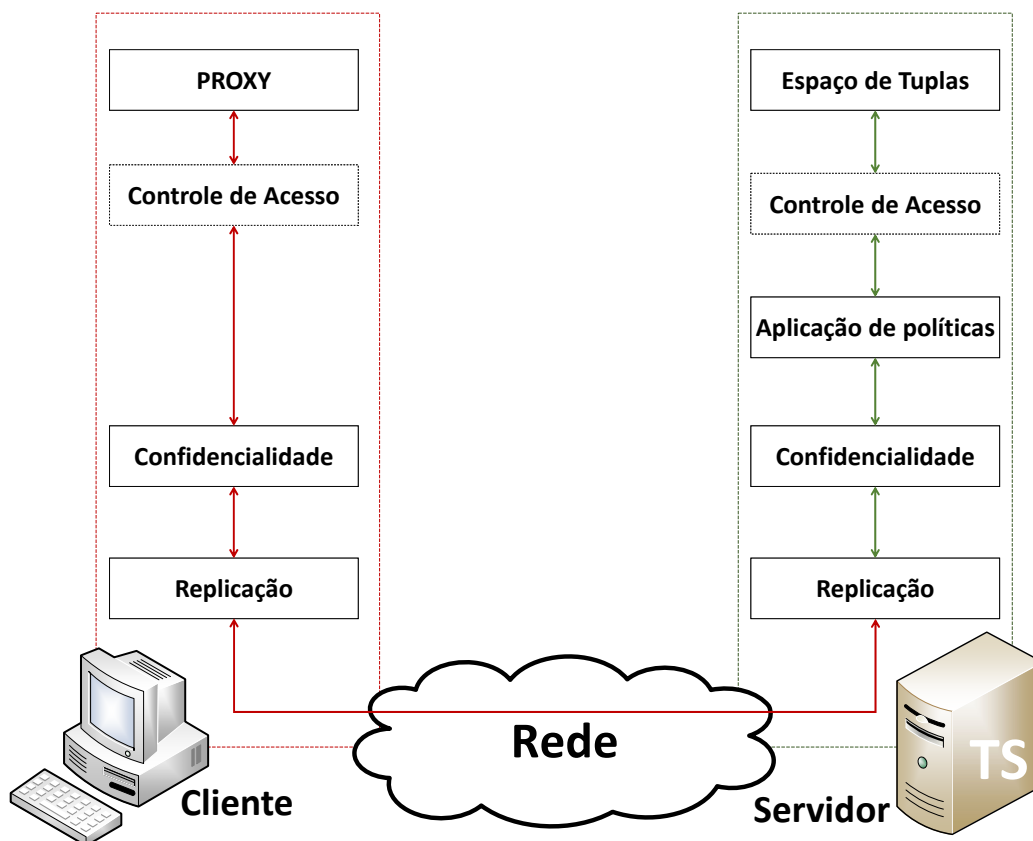 PROXY
Controle de Acesso
Confidencialidade
Replicação
Cliente
Rede
Espaço de Tuplas
Controle de Acesso
Aplicação de políticas
Confidencialidade
Replicação
Servidor
TS